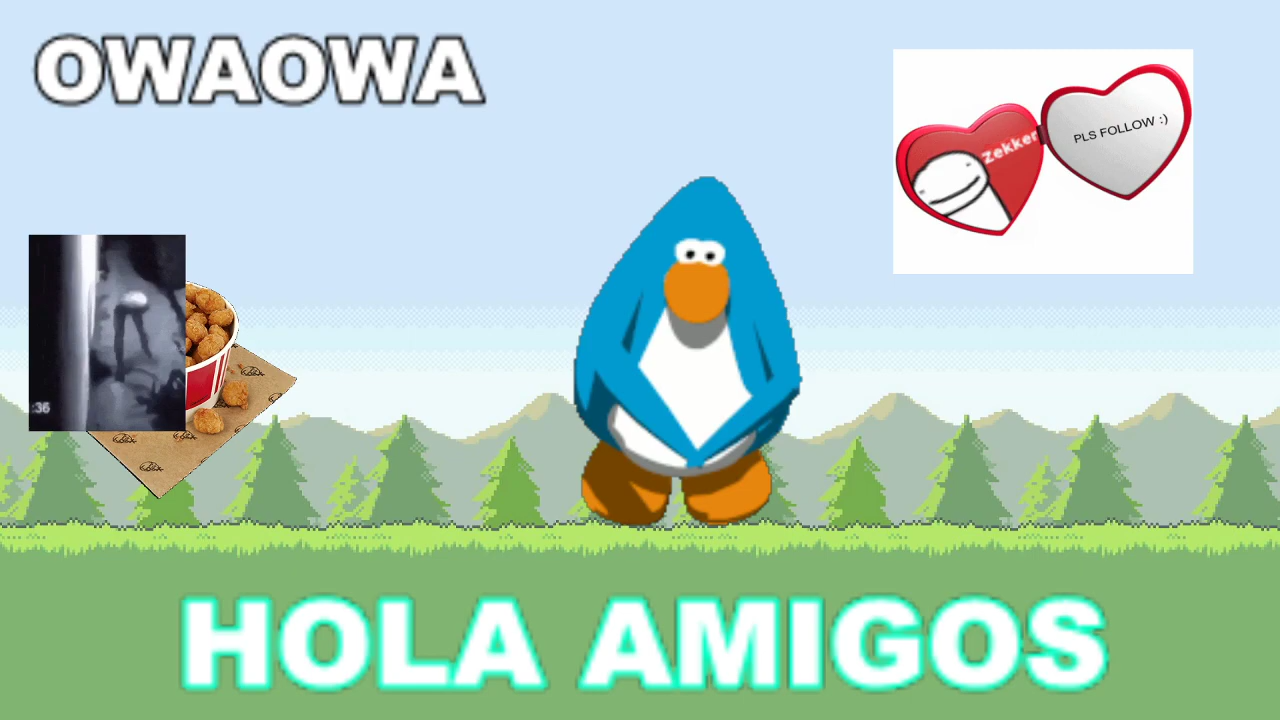 OWAOWA
Zekker
PLS FOLLOW :)
:36
HOLA AMIGOS